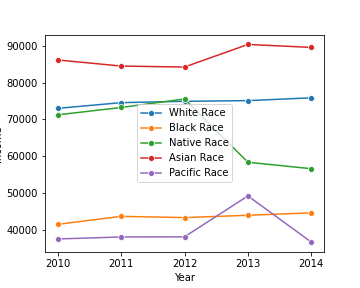 90000
80000
70000
60000
50000
40000
White Race
Black Race
Native Race
Asian Race
Pacific Race
2010 2011 2012 2013 2014
Year